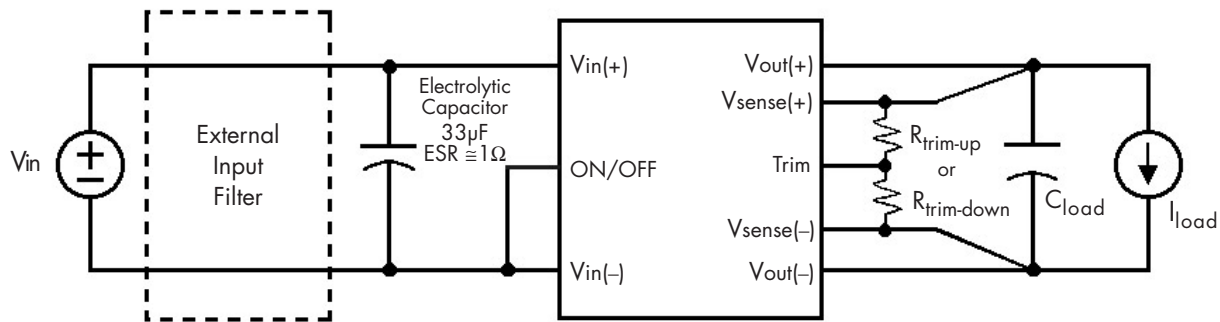 Vin
+
−
External
Input
Filter
Electrolytic
Capacitor
33µF
ESR ≅ 1Ω
Vin(+)
ON/OFF
Vin(–)
Vout(+)
Vsense(+)
Trim
Vsense(–)
Vout(–)
Rtrim-up
or
Rtrim-down
Cload
Iload